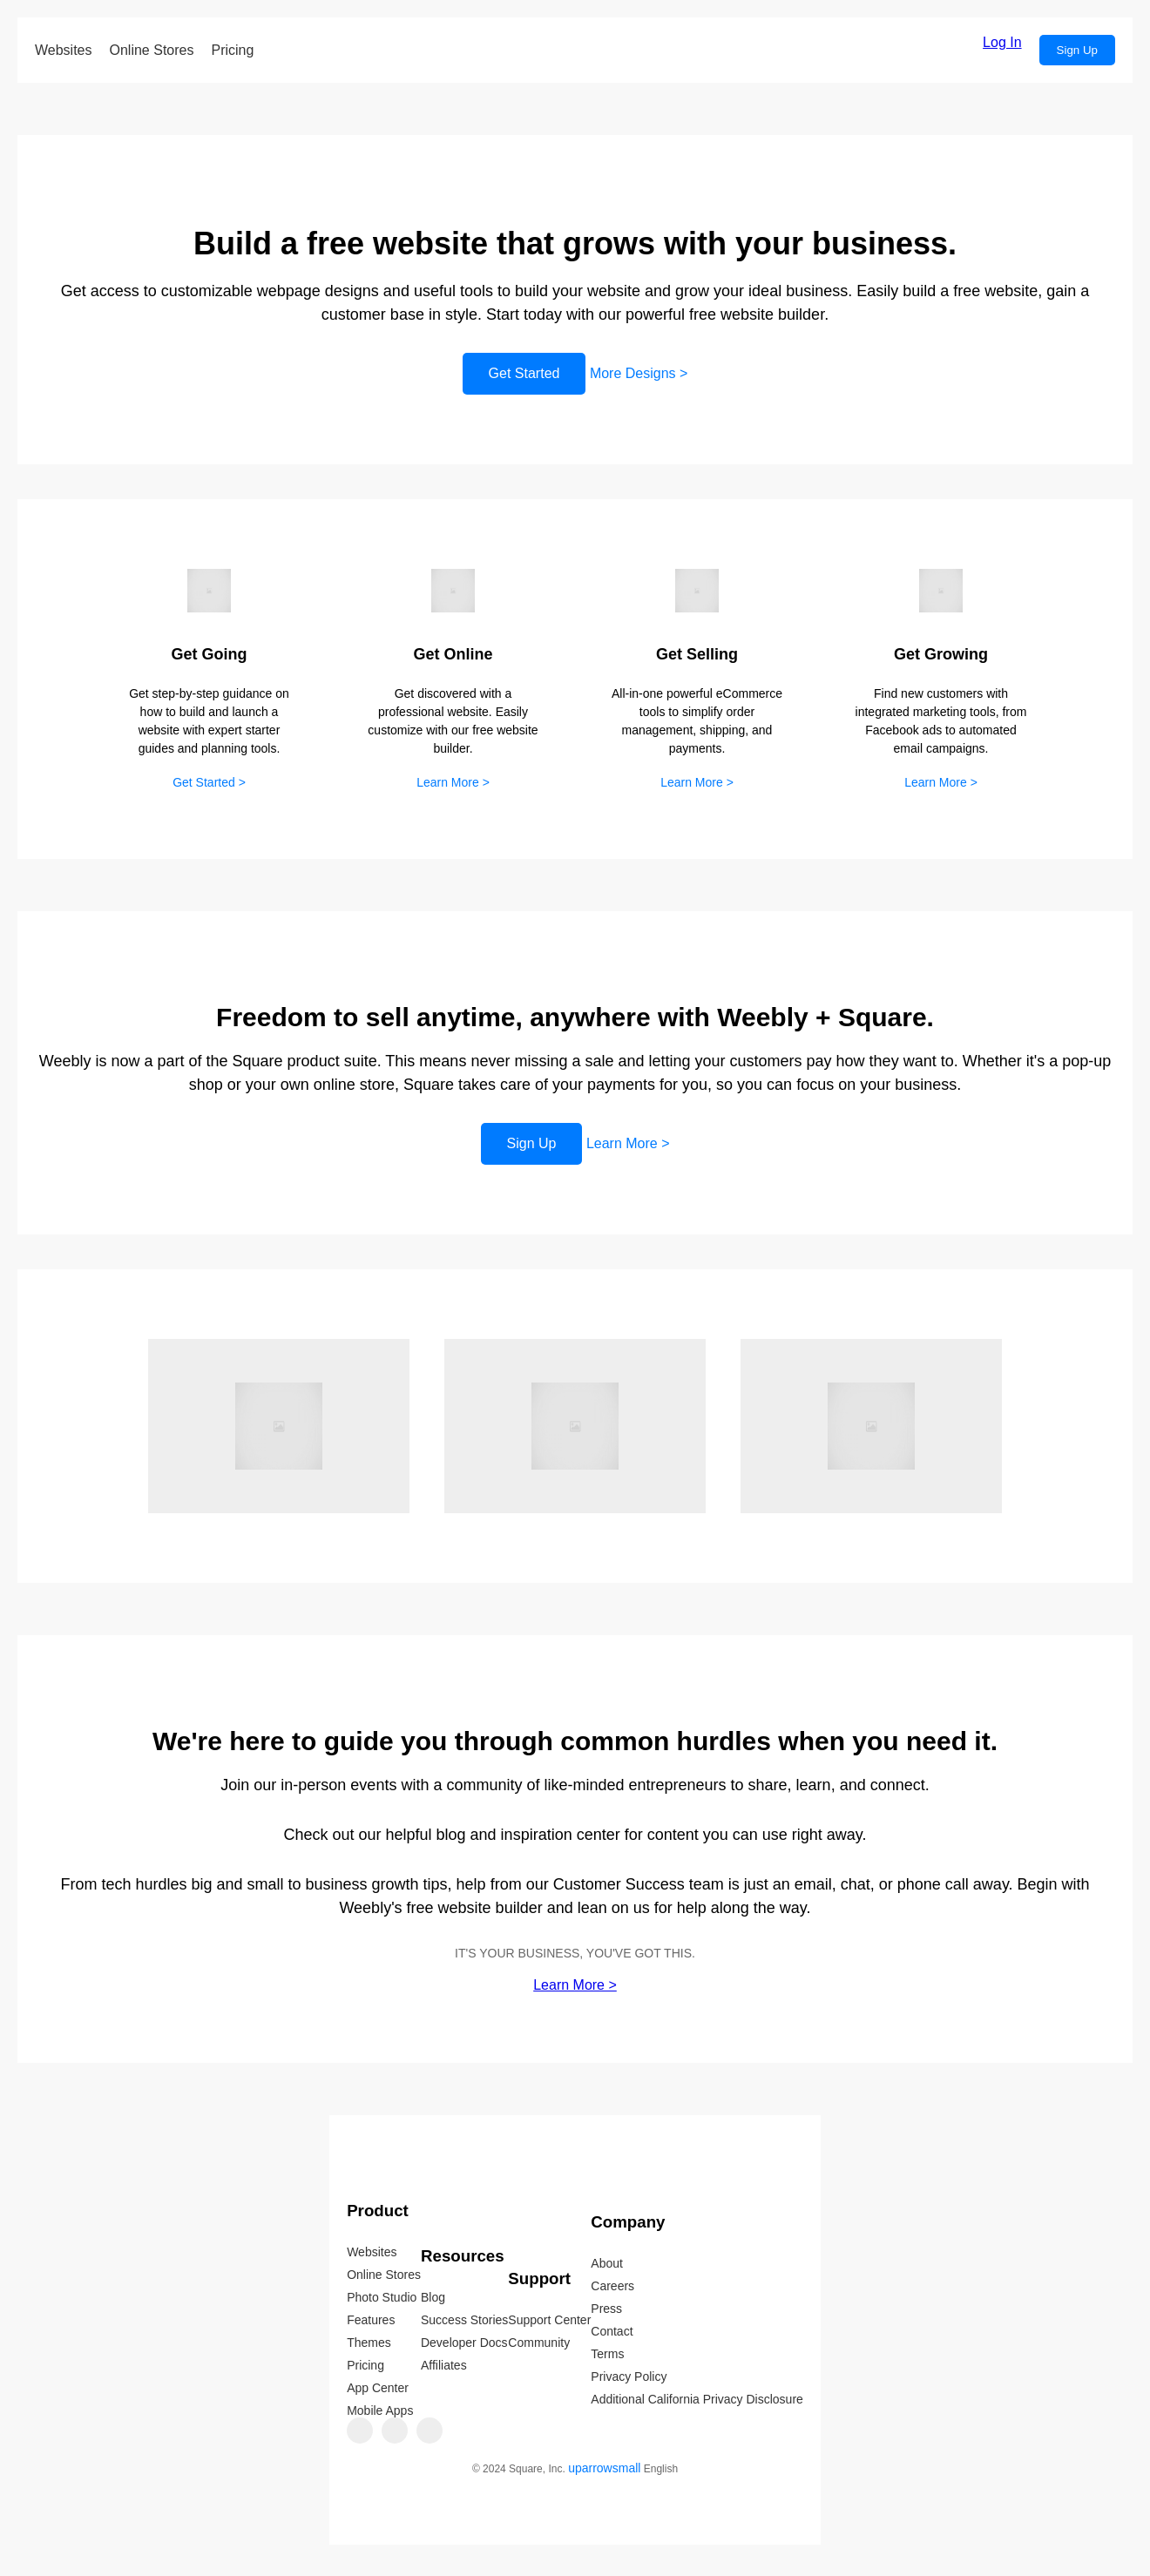 Websites Online Stores Pricing Log In Sign Up
Build a free website that grows with your business.
Get access to customizable webpage designs and useful tools to build your website and grow your ideal business. Easily build a free website, gain a
customer base in style. Start today with our powerful free website builder.
Get Started More Designs >
Get Going
Get step-by-step guidance on
how to build and launch a
website with expert starter
guides and planning tools.
Get Started >
Get Online
Get discovered with a
professional website. Easily
customize with our free website
builder.
Learn More >
Get Selling
All-in-one powerful eCommerce
tools to simplify order
management, shipping, and
payments.
Learn More >
Get Growing
Find new customers with
integrated marketing tools, from
Facebook ads to automated
email campaigns.
Learn More >
Freedom to sell anytime, anywhere with Weebly + Square.
Weebly is now a part of the Square product suite. This means never missing a sale and letting your customers pay how they want to. Whether it's a pop-up
shop or your own online store, Square takes care of your payments for you, so you can focus on your business.
Sign Up Learn More >
We're here to guide you through common hurdles when you need it.
Join our in-person events with a community of like-minded entrepreneurs to share, learn, and connect.
Check out our helpful blog and inspiration center for content you can use right away.
From tech hurdles big and small to business growth tips, help from our Customer Success team is just an email, chat, or phone call away. Begin with
Weebly's free website builder and lean on us for help along the way.
IT'S YOUR BUSINESS, YOU'VE GOT THIS.
Learn More >
Product
Websites
Online Stores
Photo Studio
Features
Themes
Pricing
App Center
Mobile Apps
Resources
Blog
Success Stories
Developer Docs
Affiliates
Support
Support Center
Community
Company
About
Careers
Press
Contact
Terms
Privacy Policy
Additional California Privacy Disclosure
© 2024 Square, Inc. uparrowsmall English